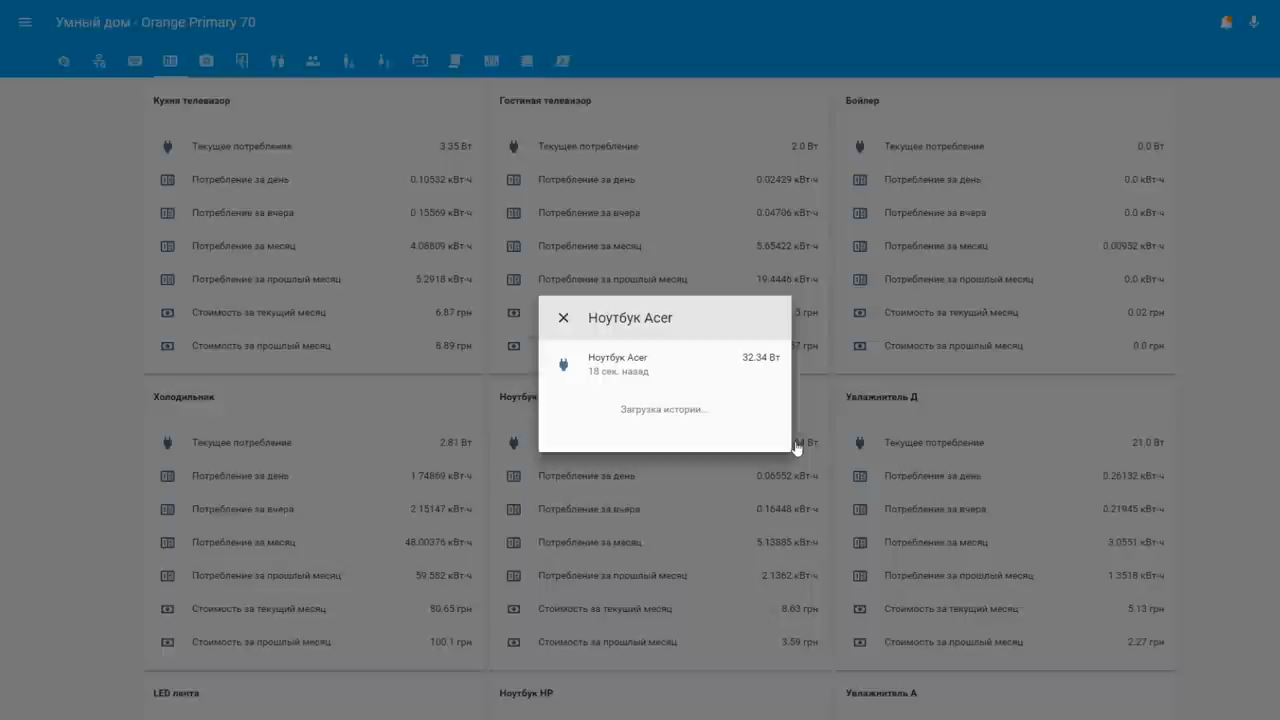 Умный дом - Orange Primary 70
Кухня телевизор
Текущее потребление 3.35 Вт
Потребление за день 0.10532 кВт·ч
Потребление за вчера 0.15569 кВт·ч
Потребление за месяц 4.08809 кВт·ч
Потребление за прошлый месяц 5.2918 кВт·ч
Стоимость за текущий месяц 6.87 грн
Стоимость за прошлый месяц 8.89 грн
Гостиная телевизор
Текущее потребление 2.0 Вт
Потребление за день 0.02429 кВт·ч
Потребление за вчера 0.04706 кВт·ч
Потребление за месяц 5.65422 кВт·ч
Потребление за прошлый месяц 19.4446 кВт·ч
грн
грн
Бойлер
Текущее потребление 0.0 Вт
Потребление за день 0.0 кВт·ч
Потребление за вчера 0.0 кВт·ч
Потребление за месяц 0.00952 кВт·ч
Потребление за прошлый месяц 0.0 кВт·ч
Стоимость за текущий месяц 0.02 грн
Стоимость за прошлый месяц 0.0 грн
Ноутбук Acer
Ноутбук Acer 32.34 Вт
18 сек. назад
Загрузка истории...
Холодильник
Текущее потребление 2.81 Вт
Потребление за день 1.74869 кВт·ч
Потребление за вчера 2.15147 кВт·ч
Потребление за месяц 48.00376 кВт·ч
Потребление за прошлый месяц 59.582 кВт·ч
Стоимость за текущий месяц 80.65 грн
Стоимость за прошлый месяц 100.1 грн
Ноутбук
Вт
Потребление за день 0.06552 кВт·ч
Потребление за вчера 0.16448 кВт·ч
Потребление за месяц 5.13885 кВт·ч
Потребление за прошлый месяц 2.1362 кВт·ч
Стоимость за текущий месяц 8.63 грн
Стоимость за прошлый месяц 3.59 грн
Увлажнитель Д
Текущее потребление 21.0 Вт
Потребление за день 0.26132 кВт·ч
Потребление за вчера 0.21945 кВт·ч
Потребление за месяц 3.0551 кВт·ч
Потребление за прошлый месяц 1.3518 кВт·ч
Стоимость за текущий месяц 5.13 грн
Стоимость за прошлый месяц 2.27 грн
LED лента
Ноутбук HP
Увлажнитель А